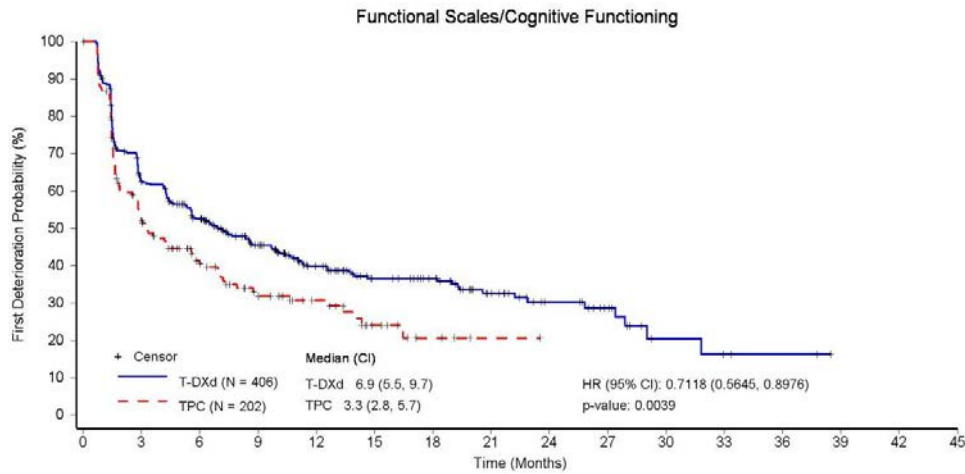 Functional Scales/Cognitive Functioning
First Deterioration Probability (%)
100
90
80
70
60
50
40
30
20
10
0
+ Censor
Median (CI)
T-DXd (N = 406)
T-DXd 6.9 (5.5, 9.7)
HR (95% CI): 0.7118 (0.5645, 0.8976)
TPC (N = 202)
TPC 3.3 (2.8, 5.7)
p-value: 0.0039
0 3 6 9 12 15 18 21 24 27 30 33 36 39 42 45
Time (Months)